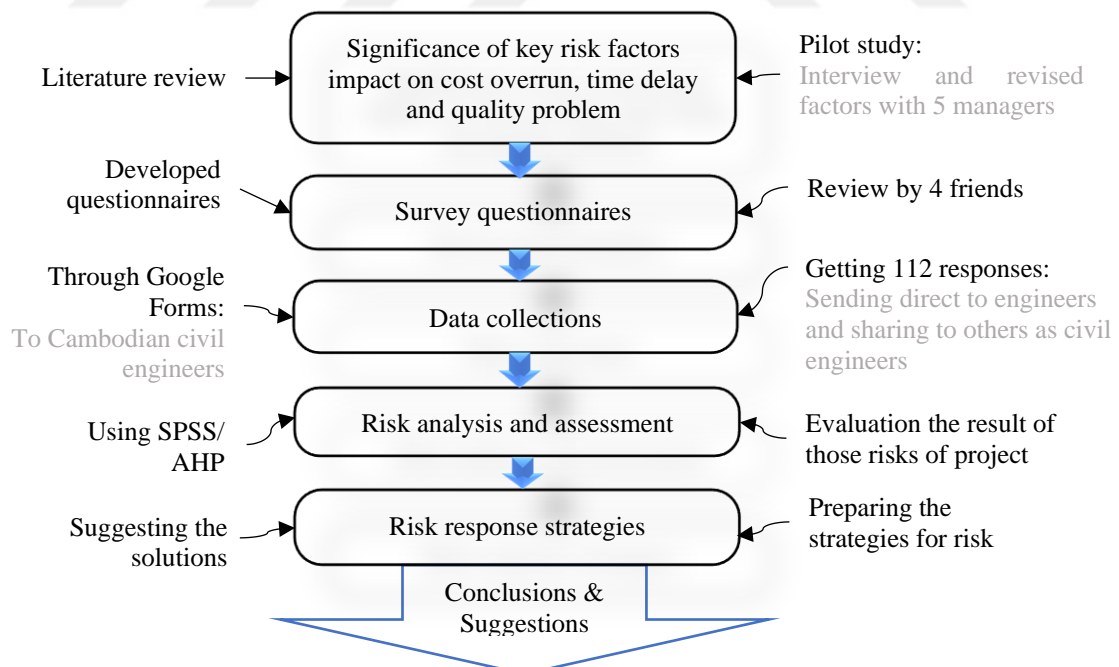 Literature review
Significance of key risk factors
impact on cost overrun, time delay
and quality problem
Pilot study:
Interview and revised
factors with 5 managers
Developed
questionnaires
Survey questionnaires
Review by 4 friends
Through Google
Forms:
To Cambodian civil
engineers
Data collections
Getting 112 responses:
Sending direct to engineers
and sharing to others as civil
engineers
Using SPSS/
AHP
Risk analysis and assessment
Evaluation the result of
those risks of project
Suggesting the
solutions
Risk response strategies
Preparing the
strategies for risk
Conclusions &
Suggestions